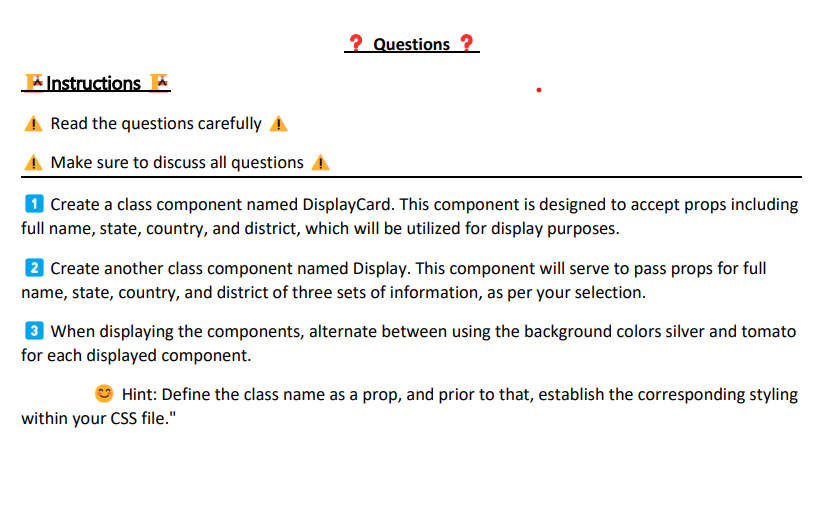 ❓ Questions ❓
Instructions
⚠️ Read the questions carefully ⚠️
⚠️ Make sure to discuss all questions ⚠️
1️⃣ Create a class component named DisplayCard. This component is designed to accept props including
full name, state, country, and district, which will be utilized for display purposes.
2️⃣ Create another class component named Display. This component will serve to pass props for full
name, state, country, and district of three sets of information, as per your selection.
3️⃣ When displaying the components, alternate between using the background colors silver and tomato
for each displayed component.
😊 Hint: Define the class name as a prop, and prior to that, establish the corresponding styling
within your CSS file."